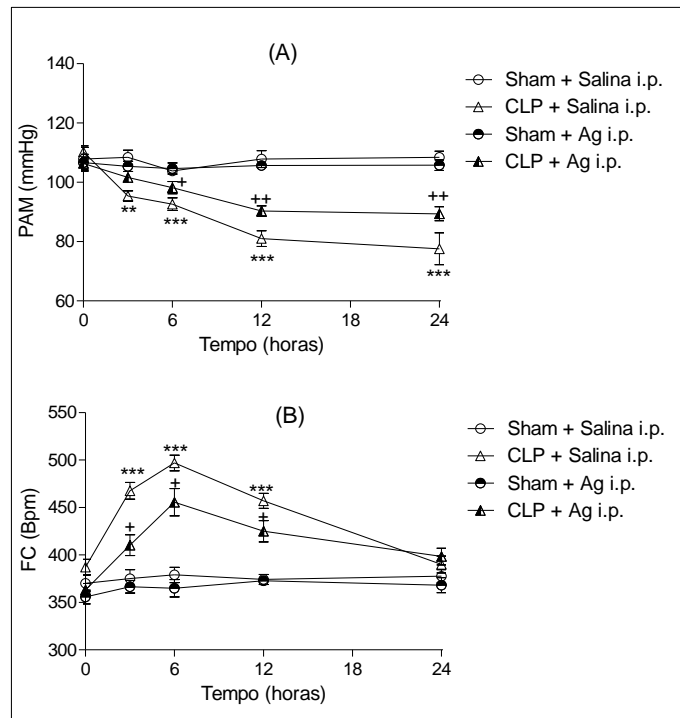 (A)
140
120
100
80
60
PAM (mmHg)
+
++
++
**
***
***
***
0
6
12
18
24
Tempo (horas)
Sham + Salina i.p.
CLP + Salina i.p.
Sham + Ag i.p.
CLP + Ag i.p.
(B)
550
500
450
400
350
300
FC (Bpm)
***
***
***
+
+
+
0
6
12
18
24
Tempo (horas)
Sham + Salina i.p.
CLP + Salina i.p.
Sham + Ag i.p.
CLP + Ag i.p.